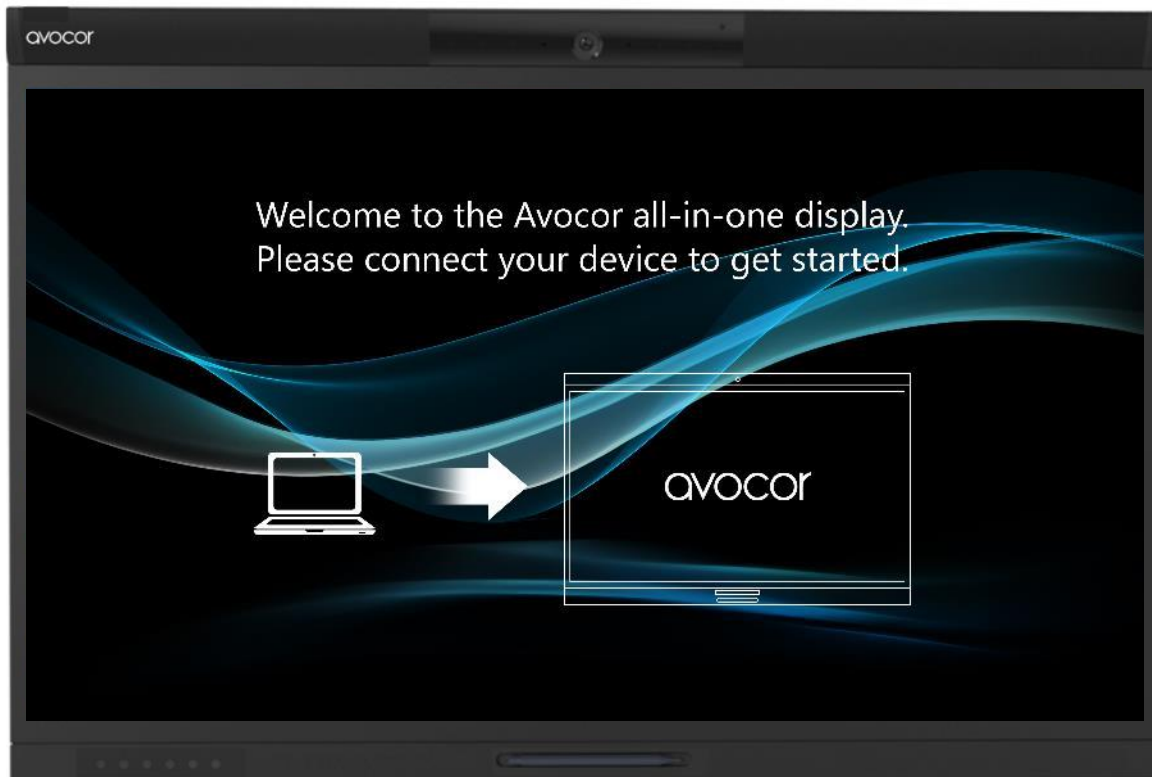 avocor
Welcome to the Avocor all-in-one display.
Please connect your device to get started.
avocor